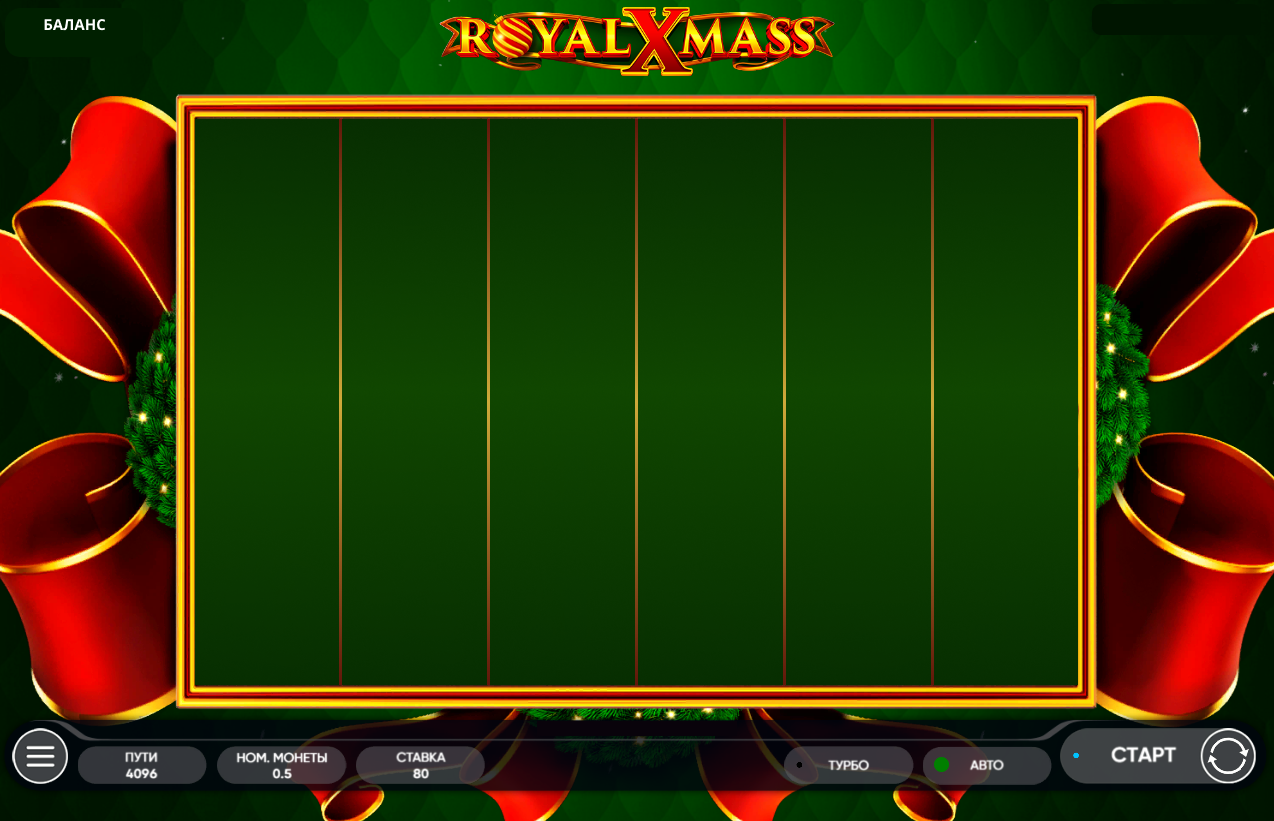 БАЛАНС
ROYAL XMASS
ПУТИ
4096
НОМ. МОНЕТЫ
0.5
СТАВКА
80
ТУРБО
АВТО
СТАРТ